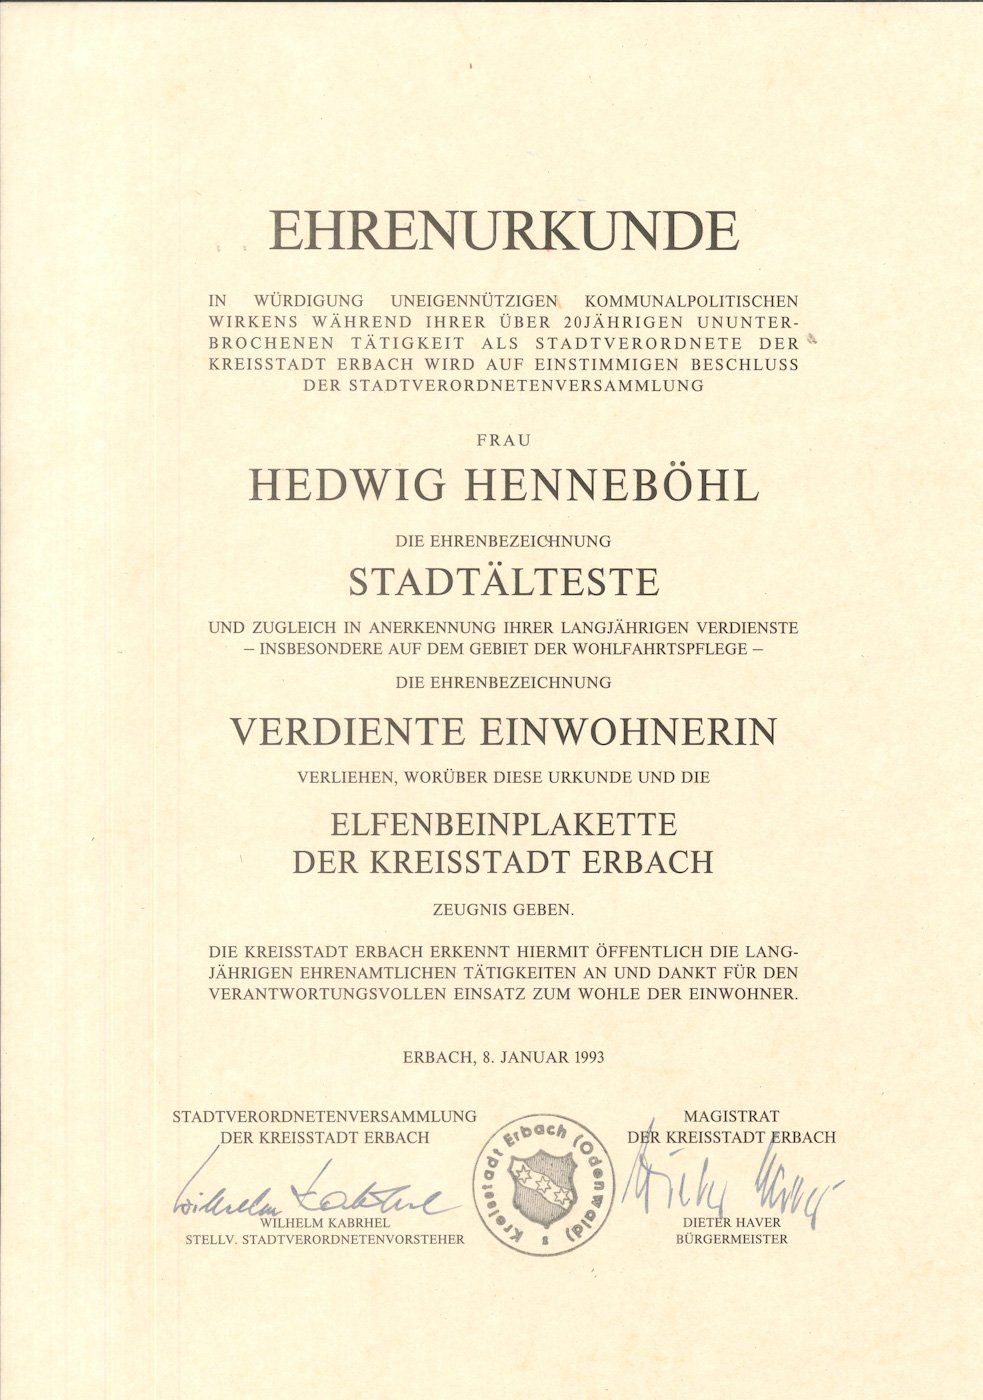 EHRENURKUNDE
IN WÜRDIGUNG UNEIGENNÜTZIGEN KOMMUNALPOLITISCHEN
WIRKENS WÄHREND IHRER ÜBER 20JÄHRIGEN UNUNTER-
BROCHENEN TÄTIGKEIT ALS STADTVERORDNETE DER
KREISSTADT ERBACH WIRD AUF EINSTIMMIGEN BESCHLUSS
DER STADTVERORDNETENVERSAMMLUNG
FRAU
HEDWIG HENNEBÖHL
DIE EHRENBEZEICHNUNG
STADTÄLTESTE
UND ZUGLEICH IN ANERKENNUNG IHRER LANGJÄHRIGEN VERDIENSTE
– INSBESONDERE AUF DEM GEBIET DER WOHLFAHRTSPFLEGE –
DIE EHRENBEZEICHNUNG
VERDIENTE EINWOHNERIN
VERLIEHEN, WORÜBER DIESE URKUNDE UND DIE
ELFENBEINPLAKETTE
DER KREISSTADT ERBACH
ZEUGNIS GEBEN.
DIE KREISSTADT ERBACH ERKENNT HIERMIT ÖFFENTLICH DIE LANG-
JÄHRIGEN EHRENAMTLICHEN TÄTIGKEITEN AN UND DANKT FÜR DEN
VERANTWORTUNGSVOLLEN EINSATZ ZUM WOHLE DER EINWOHNER.
ERBACH, 8. JANUAR 1993
STADTVERORDNETENVERSAMMLUNG
DER KREISSTADT ERBACH
Wilhelm Kabrhel
WILHELM KABRHEL
STELLV. STADTVERORDNETENVORSTEHER
Kreisstadt Erbach (Odenwald)
MAGISTRAT
DER KREISSTADT ERBACH
Dieter Haver
DIETER HAVER
BÜRGERMEISTER